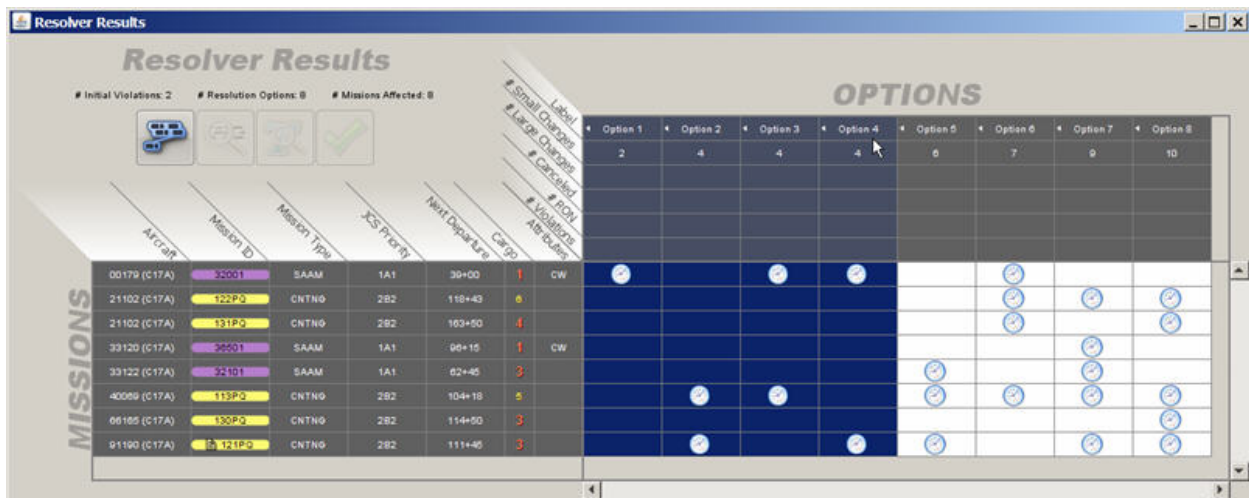 Resolver Results
Resolver Results
# Initial Violations: 2 # Resolution Options: 8 # Missions Affected: 8
OPTIONS
Label
# Small Changes
# Large Changes
# Canceled
# RON
# Violations
Attributes
Option 1 Option 2 Option 3 Option 4 Option 5 Option 6 Option 7 Option 8
2 4 4 4 6 7 9 10
Aircraft Mission ID Mission Type JCS Priority Next Departure Cargo
MISSIONS
00179 (C17A) 32001 SAAM 1A1 39+00 1 CW
21102 (C17A) 122PQ CNTNG 2B2 118+43 6
21102 (C17A) 131PQ CNTNG 2B2 163+50 4
33120 (C17A) 36501 SAAM 1A1 96+15 1 CW
33122 (C17A) 32101 SAAM 1A1 62+45 3
40069 (C17A) 113PQ CNTNG 2B2 104+18 5
66165 (C17A) 130PQ CNTNG 2B2 114+50 3
91190 (C17A) 121PQ CNTNG 2B2 111+45 3